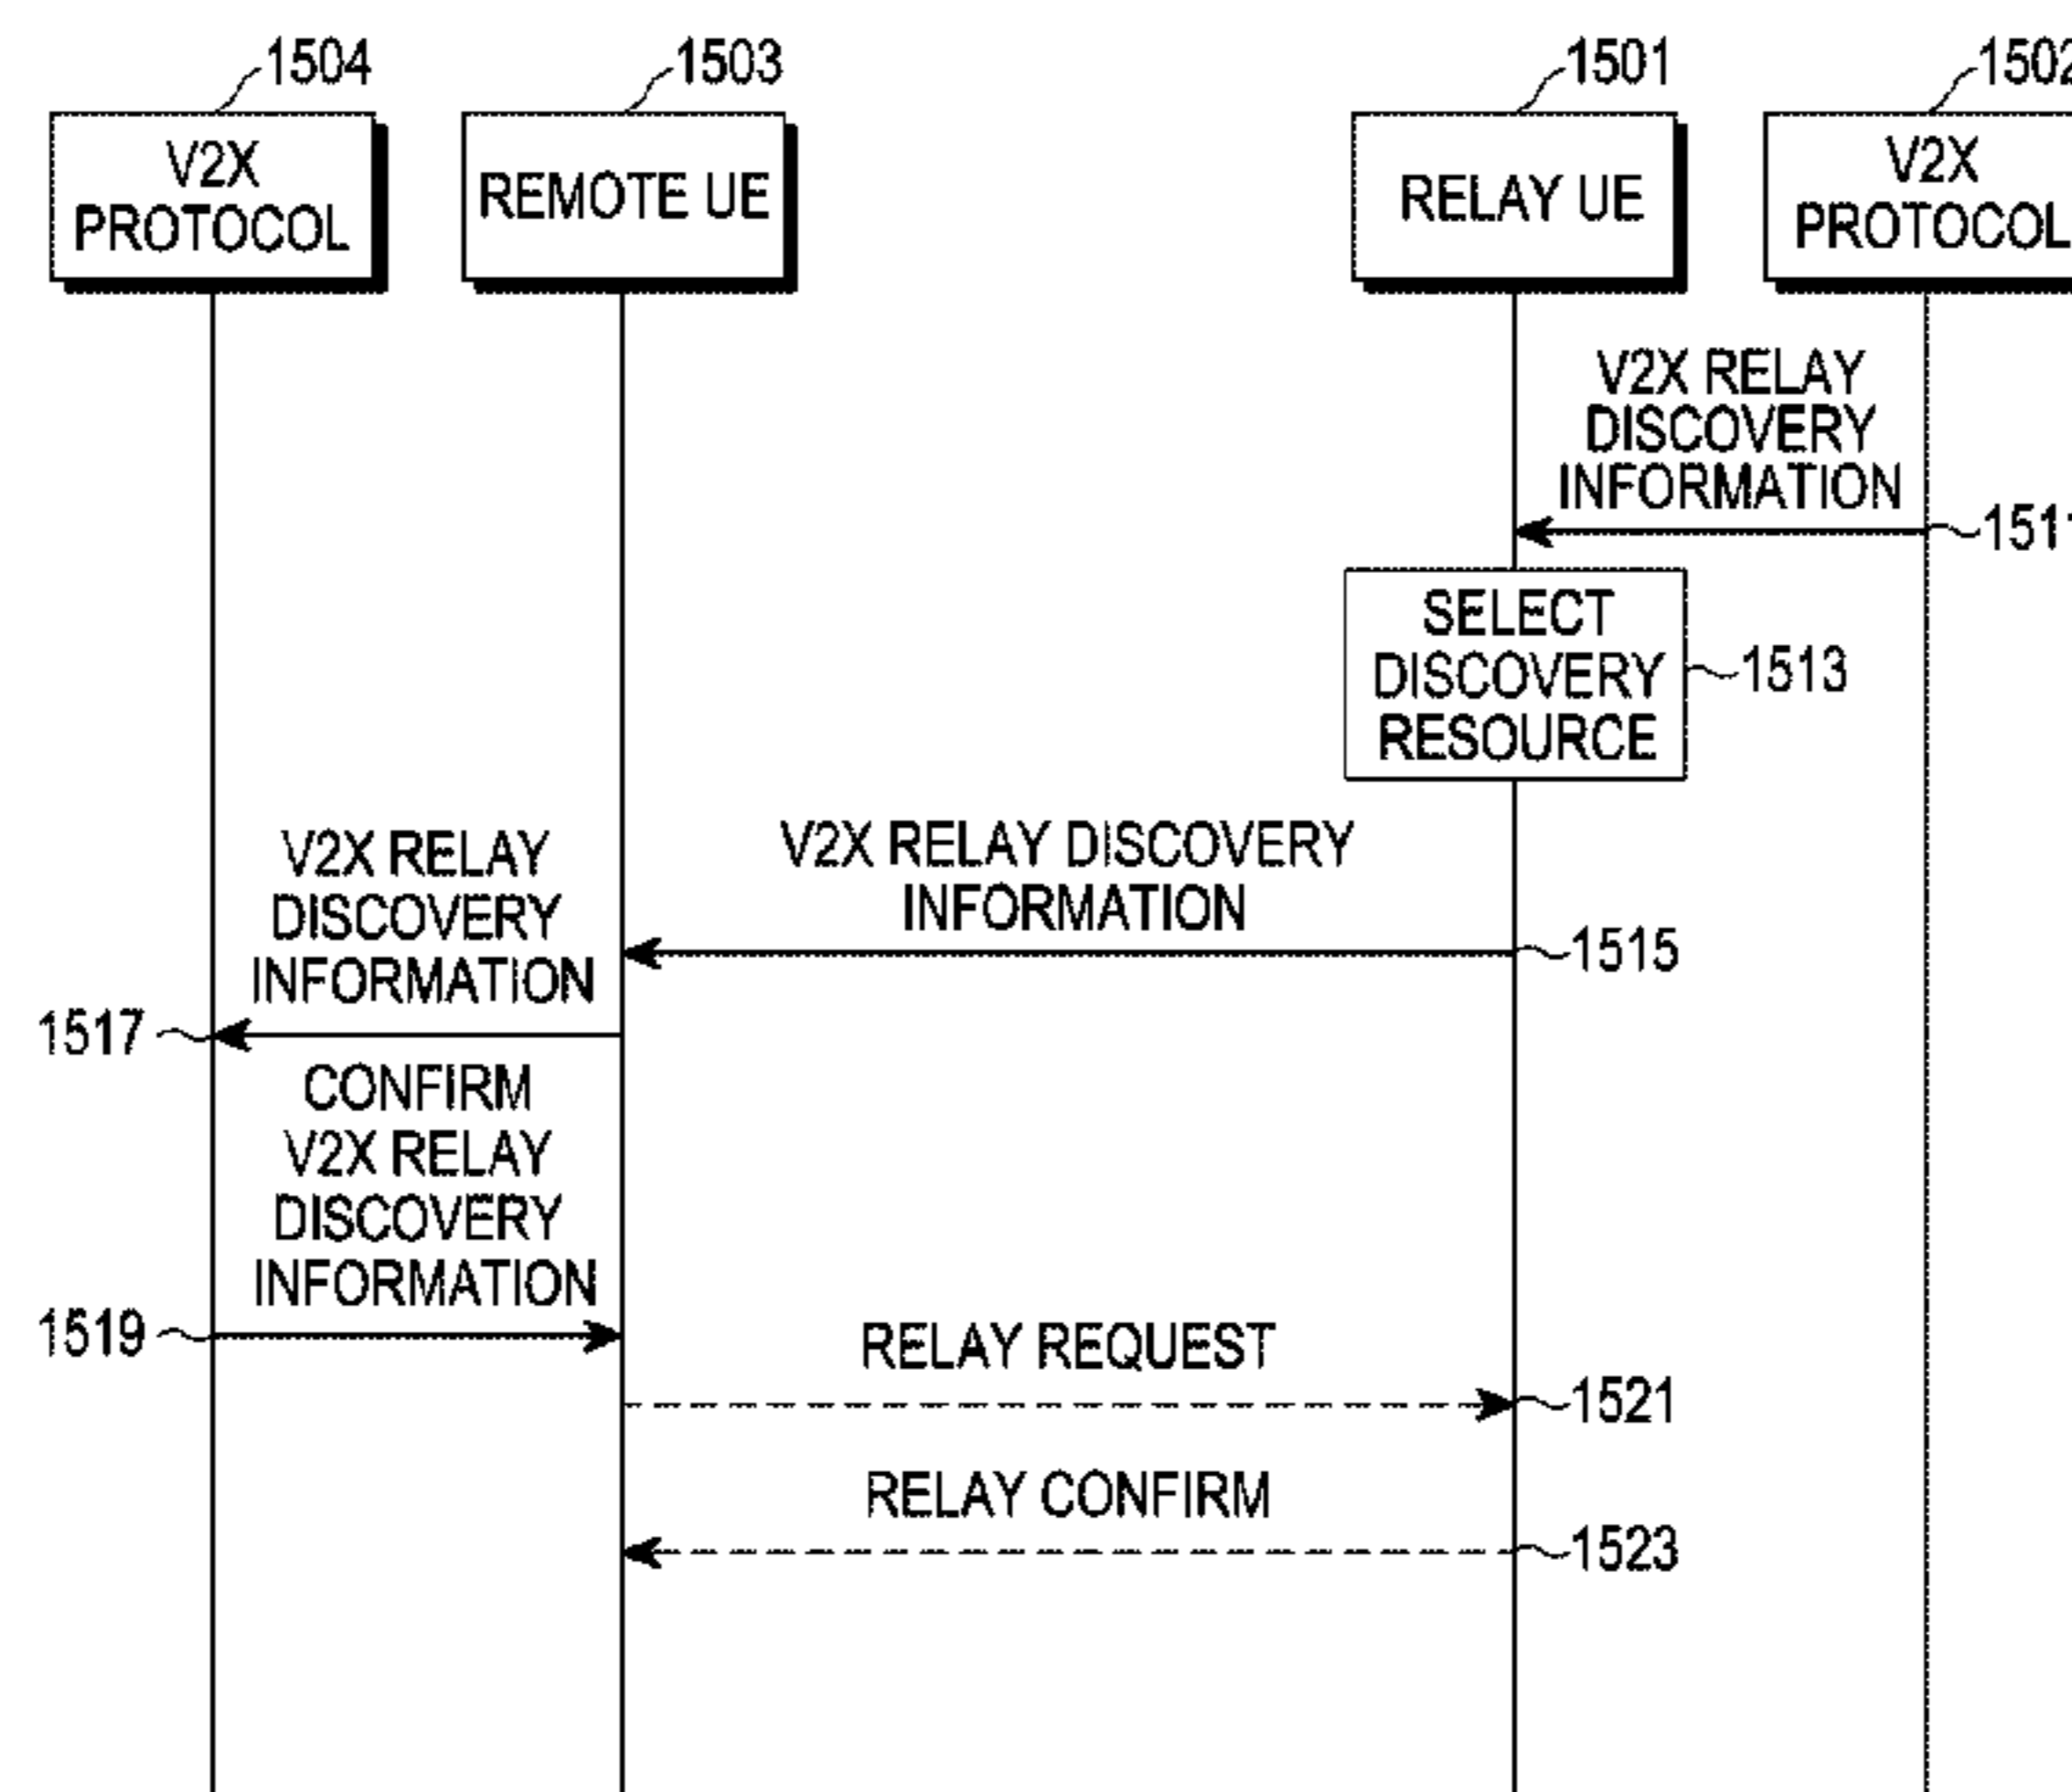 1504
1503
1501
1502
V2X
PROTOCOL
REMOTE UE
RELAY UE
V2X
PROTOCOL
V2X RELAY
DISCOVERY
INFORMATION
1511
SELECT
DISCOVERY
RESOURCE
1513
V2X RELAY DISCOVERY
INFORMATION
1515
V2X RELAY
DISCOVERY
INFORMATION
1517
CONFIRM
V2X RELAY
DISCOVERY
INFORMATION
1519
RELAY REQUEST
1521
RELAY CONFIRM
1523